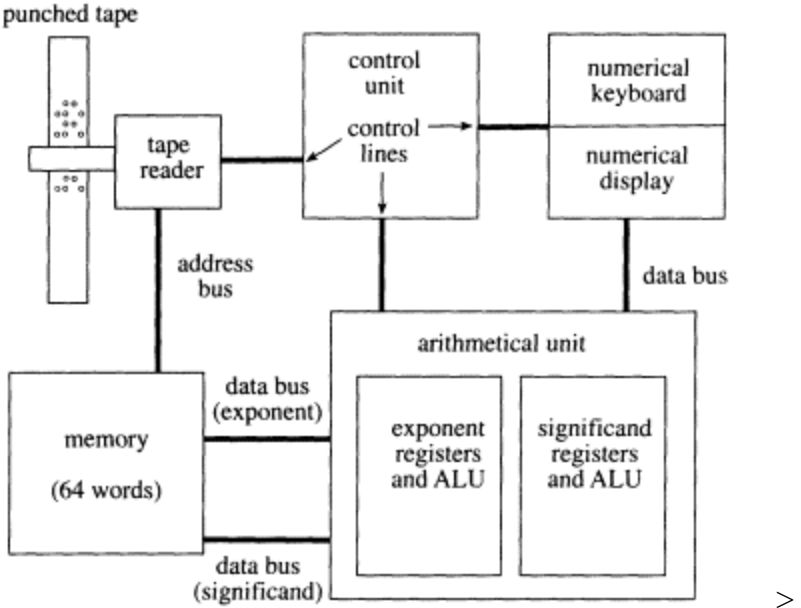 punched tape
control
unit
control
lines
numerical
keyboard
numerical
display
tape
reader
address
bus
data bus
arithmetical unit
memory
(64 words)
data bus
(exponent)
data bus
(significand)
exponent
registers
and ALU
significand
registers
and ALU
>